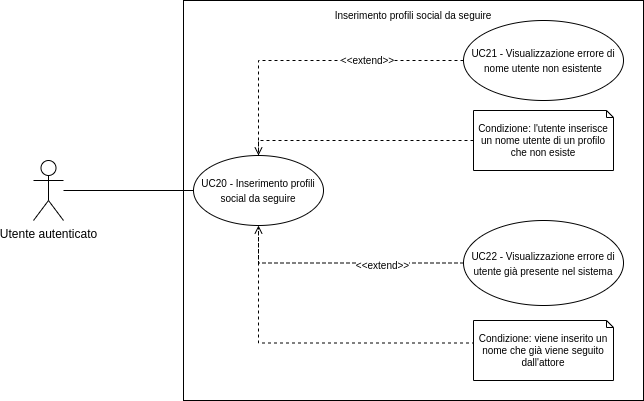 Inserimento profili social da seguire
UC21 - Visualizzazione errore di
nome utente non esistente
<<extend>>
Condizione: l'utente inserisce
un nome utente di un profilo
che non esiste
UC20 - Inserimento profili
social da seguire
Utente autenticato
UC22 - Visualizzazione errore di
utente già presente nel sistema
<<extend>>
Condizione: viene inserito un
nome che già viene seguito
dall'attore